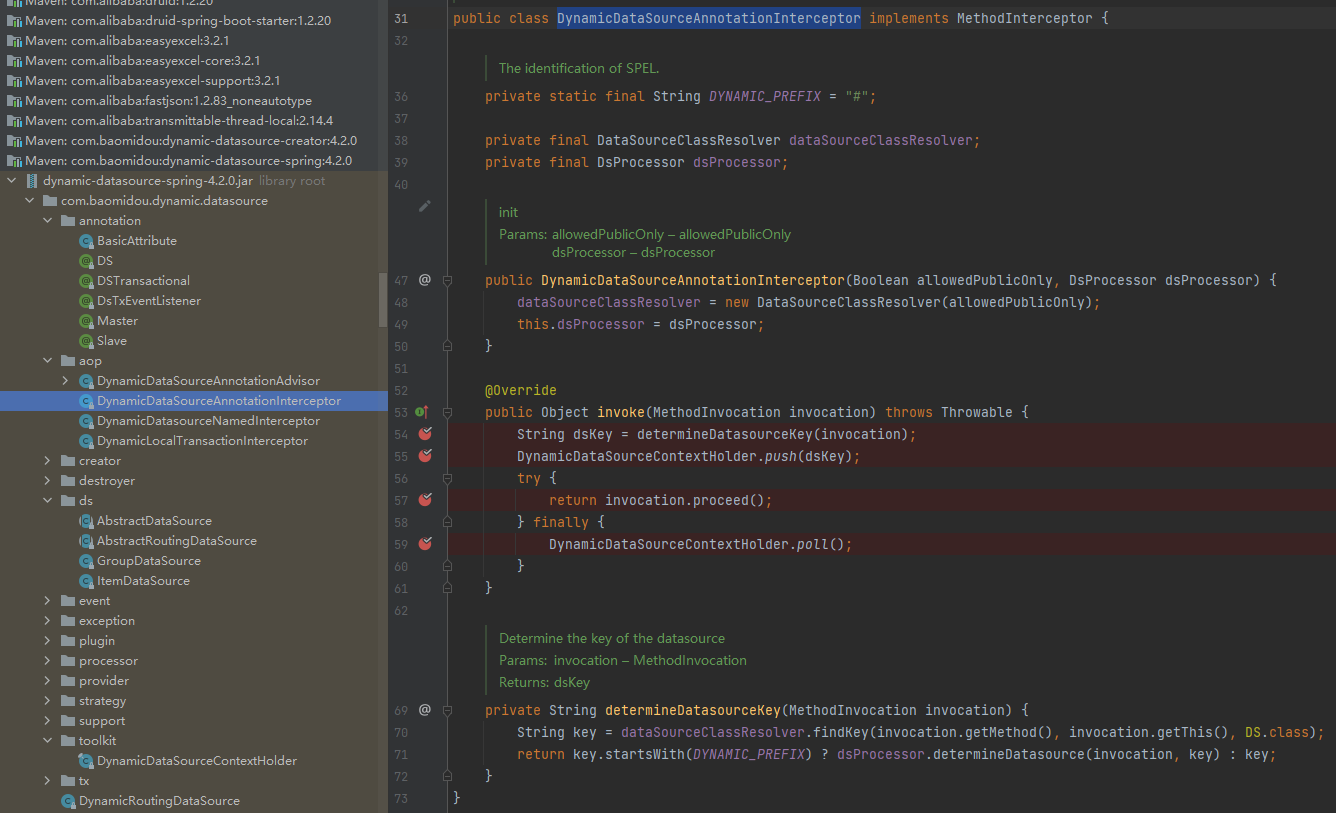 Maven: com.alibaba:druid:1.2.20
Maven: com.alibaba:druid-spring-boot-starter:1.2.20
Maven: com.alibaba:easyexcel:3.2.1
Maven: com.alibaba:easyexcel-core:3.2.1
Maven: com.alibaba:easyexcel-support:3.2.1
Maven: com.alibaba:fastjson:1.2.83_noneautotype
Maven: com.alibaba:transmittable-thread-local:2.14.4
Maven: com.baomidou:dynamic-datasource-creator:4.2.0
Maven: com.baomidou:dynamic-datasource-spring:4.2.0
dynamic-datasource-spring-4.2.0.jar library root
com.baomidou.dynamic.datasource
annotation
BasicAttribute
DS
DSTransactional
DsTxEventListener
Master
Slave
aop
DynamicDataSourceAnnotationAdvisor
DynamicDataSourceAnnotationInterceptor
DynamicDatasourceNamedInterceptor
DynamicLocalTransactionInterceptor
creator
destroyer
ds
AbstractDataSource
AbstractRoutingDataSource
GroupDataSource
ItemDataSource
event
exception
plugin
processor
provider
strategy
support
toolkit
DynamicDataSourceContextHolder
tx
DynamicRoutingDataSource
31 public class DynamicDataSourceAnnotationInterceptor implements MethodInterceptor {
32
The identification of SPEL.
36 private static final String DYNAMIC_PREFIX = "#";
37
38 private final DataSourceClassResolver dataSourceClassResolver;
39 private final DsProcessor dsProcessor;
40
init
Params: allowedPublicOnly – allowedPublicOnly
dsProcessor – dsProcessor
47 @ public DynamicDataSourceAnnotationInterceptor(Boolean allowedPublicOnly, DsProcessor dsProcessor) {
48 dataSourceClassResolver = new DataSourceClassResolver(allowedPublicOnly);
49 this.dsProcessor = dsProcessor;
50 }
51
52 @Override
53 public Object invoke(MethodInvocation invocation) throws Throwable {
54 String dsKey = determineDatasourceKey(invocation);
55 DynamicDataSourceContextHolder.push(dsKey);
56 try {
57 return invocation.proceed();
58 } finally {
59 DynamicDataSourceContextHolder.poll();
60 }
61 }
62
Determine the key of the datasource
Params: invocation – MethodInvocation
Returns: dsKey
69 @ private String determineDatasourceKey(MethodInvocation invocation) {
70 String key = dataSourceClassResolver.findKey(invocation.getMethod(), invocation.getThis(), DS.class);
71 return key.startsWith(DYNAMIC_PREFIX) ? dsProcessor.determineDatasource(invocation, key) : key;
72 }
73 }